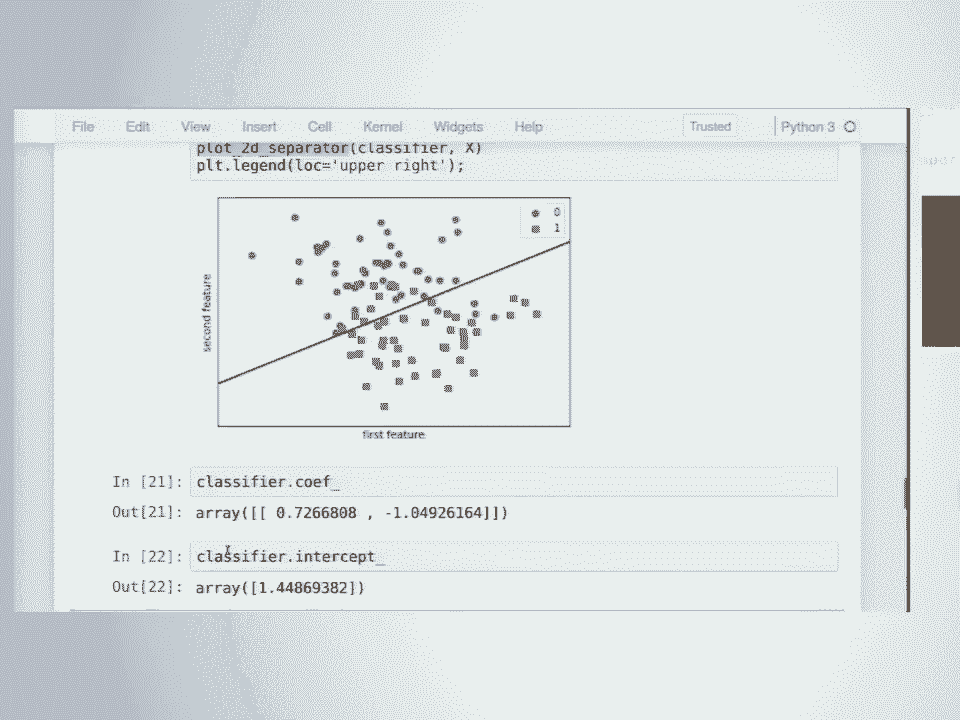 File Edit View Insert Cell Kernel Widgets Help Trusted Python 3
plot_2d_separator(classifier, X)
plt.legend(loc='upper right');
0
1
second feature
first feature
In [21]: classifier.coef_
Out[21]: array([[ 0.7266808 , -1.04926164]])
In [22]: classifier.intercept_
Out[22]: array([1.44869382])